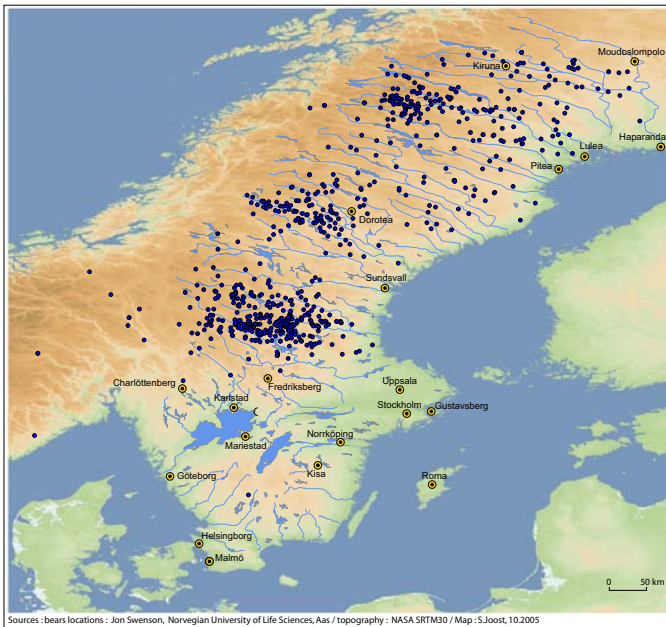 Moudoslompolo
Kiruna
Haparanda
Lulea
Pitea
Dorotea
Sundsvall
Charlöttenberg
Fredriksberg
Uppsala
Karlstad
C
Stockholm
Gustavsberg
Mariestad
Norrköping
Göteborg
Kisa
Roma
Helsingborg
Malmö
0 50 km
Sources : bears locations : Jon Swenson, Norwegian University of Life Sciences, Aas / topography : NASA SRTM30 / Map : S.Joost, 10.2005